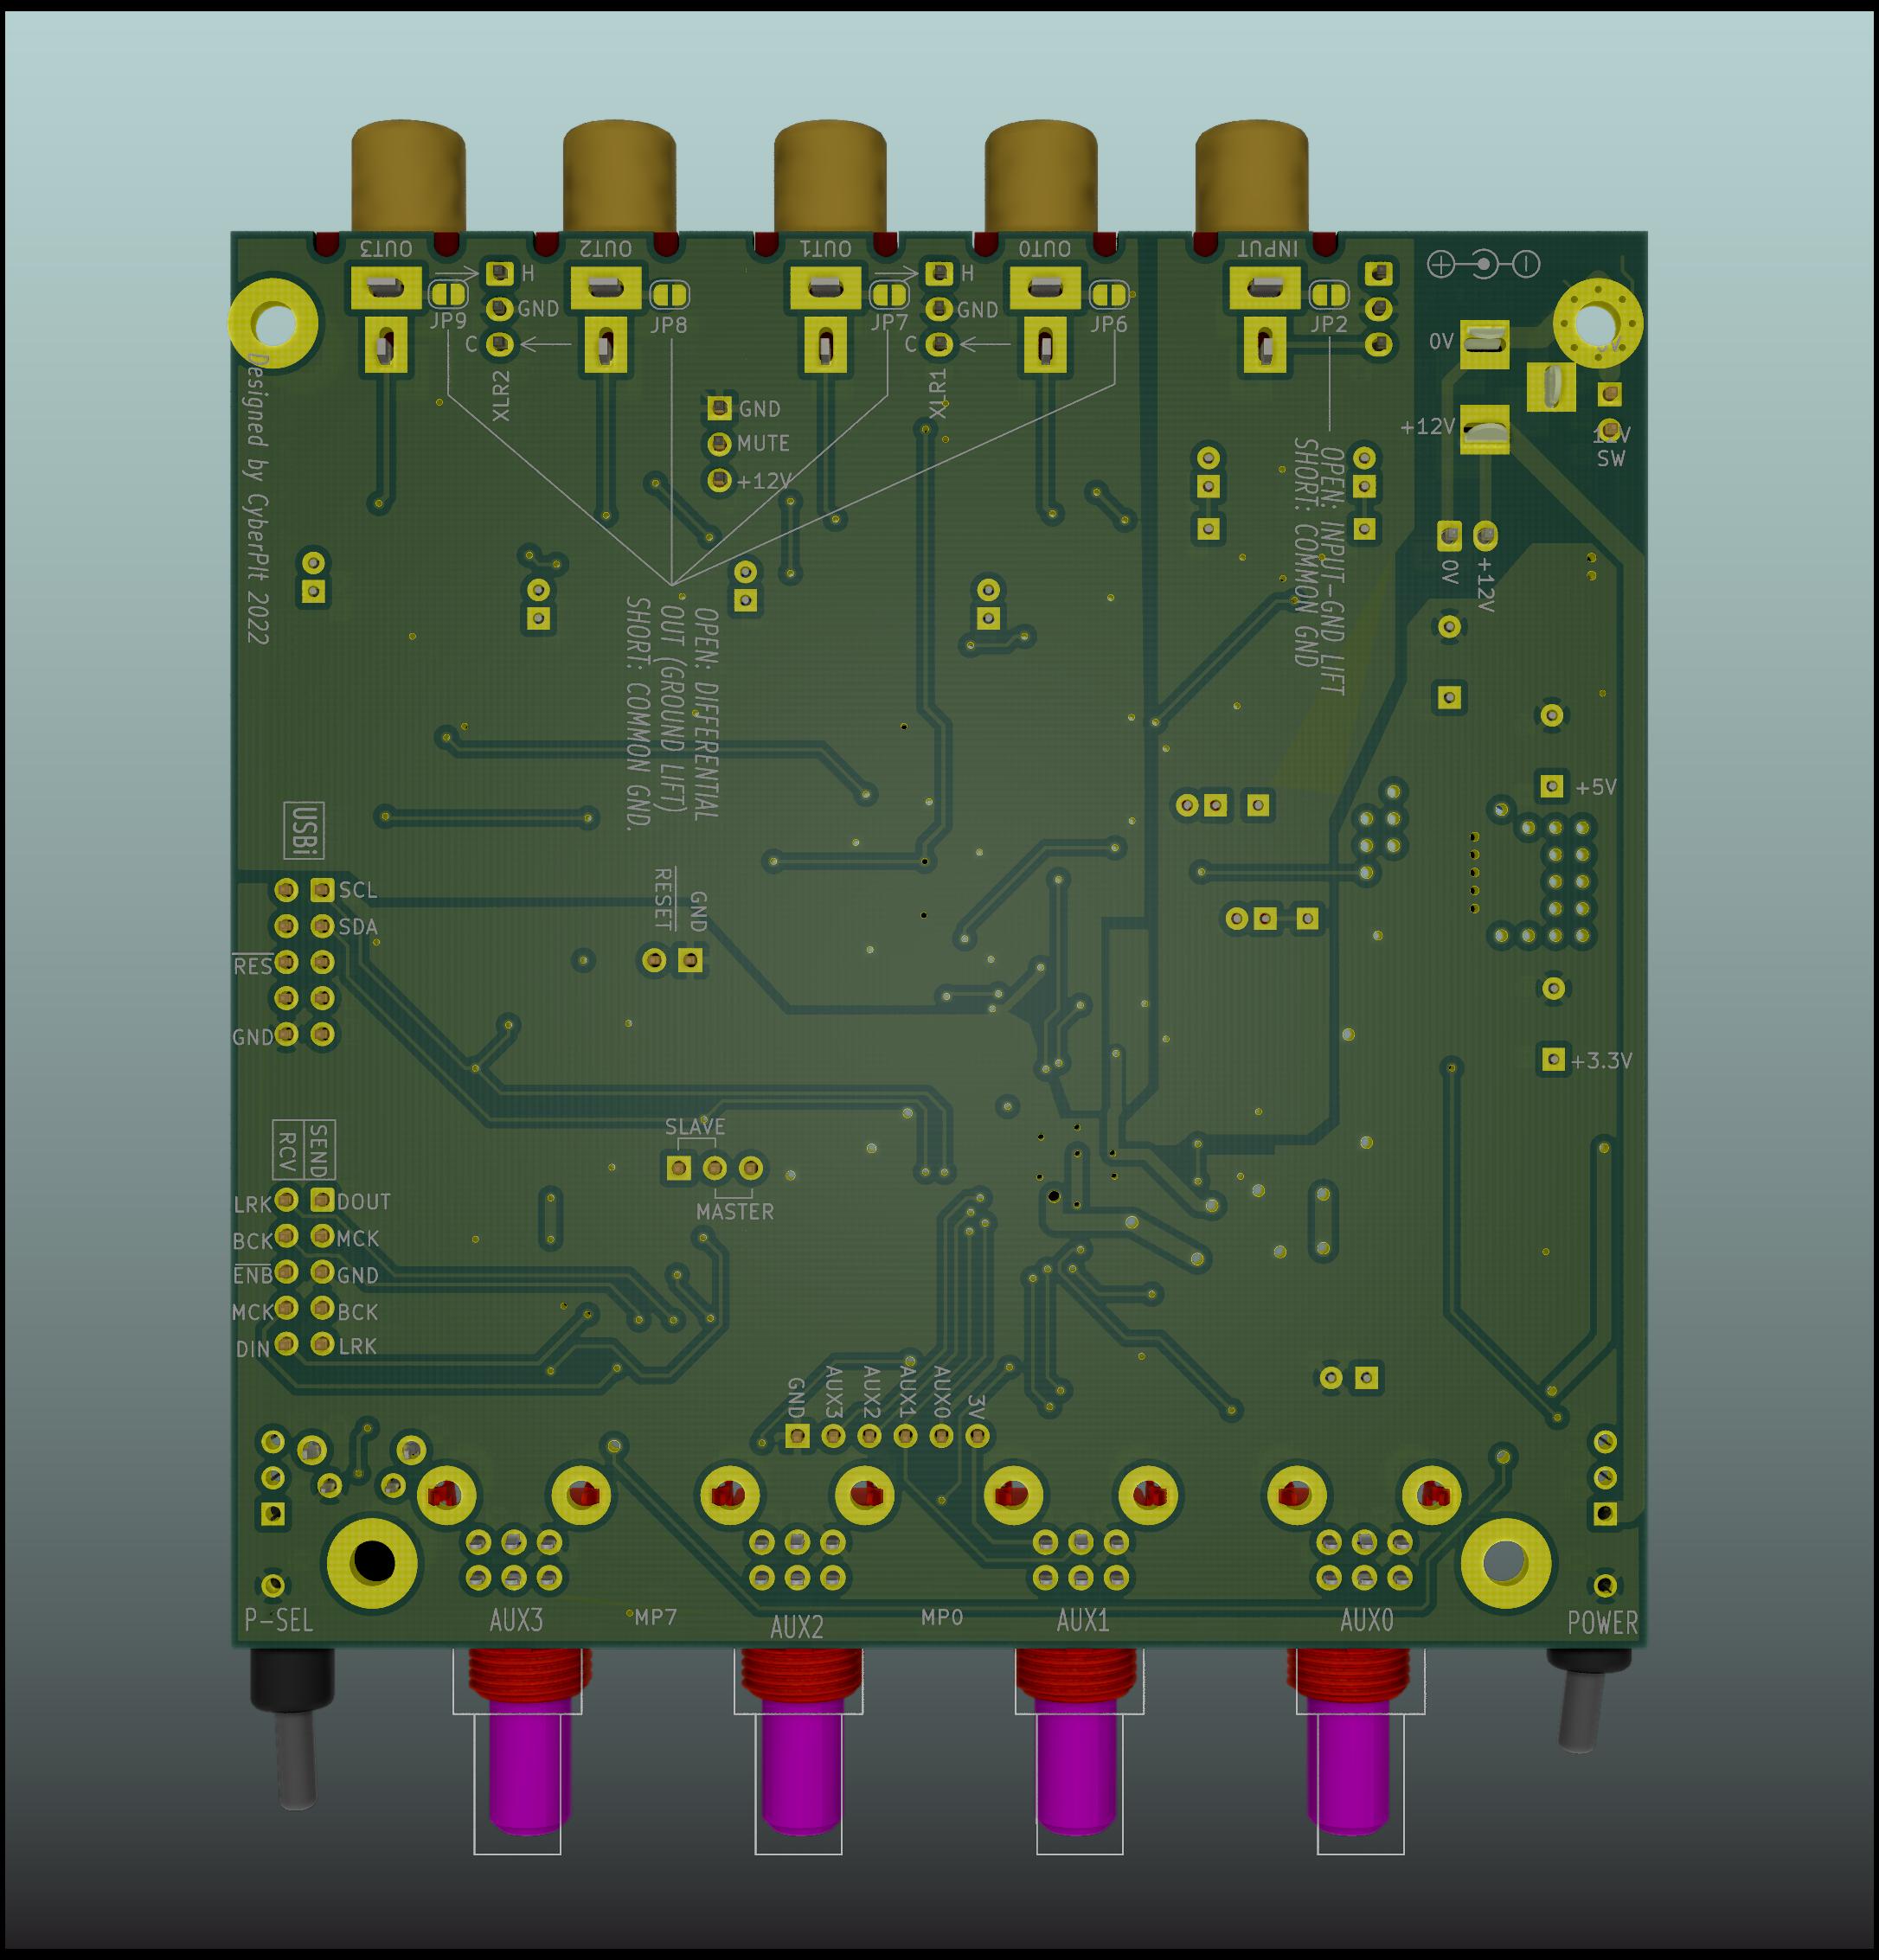 OUT3
OUT2
OUT1
OUT0
INPUT
H
GND
C
JP9
XLR2
JP8
JP7
H
GND
C
XLR1
JP6
JP2
0V
+12V
SW
GND
MUTE
+12V
0V
+12V
Designed by CyberPIt 2022
OPEN: DIFFERENTIAL
OUT (GROUND LIFT)
SHORT: COMMON GND.
OPEN: INPUT-GND LIFT
SHORT: COMMON GND
+5V
+3.3V
USBi
SCL
SDA
RES
GND
RESET
GND
SLAVE
MASTER
SEND
RCV
LRK
DOUT
BCK
MCK
ENB
GND
MCK
BCK
DIN
LRK
GND
AUX3
AUX2
AUX1
AUX0
3V
P-SEL
AUX3
MP7
AUX2
MP0
AUX1
AUX0
POWER